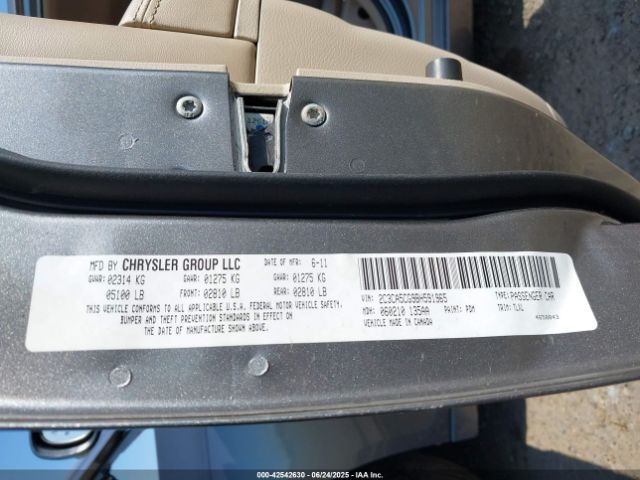 MFD BY CHRYSLER GROUP LLC DATE OF MFR: 6-11
GVWR: 02314 KG GAWR: 01275 KG GAWR: 01275 KG
05100 LB FRONT: 02810 LB REAR: 02810 LB
THIS VEHICLE CONFORMS TO ALL APPLICABLE U.S.A. FEDERAL MOTOR VEHICLE SAFETY,
BUMPER AND THEFT PREVENTION STANDARDS IN EFFECT ON
THE DATE OF MANUFACTURE SHOWN ABOVE.
VIN: 2C3CA5CG9BH591965 TYPE: PASSENGER CAR
MDH: 060210 135AA PAINT: PDM TRIM: TLXL
VEHICLE MADE IN CANADA
00-42542630 - 06/24/2025 - IAA